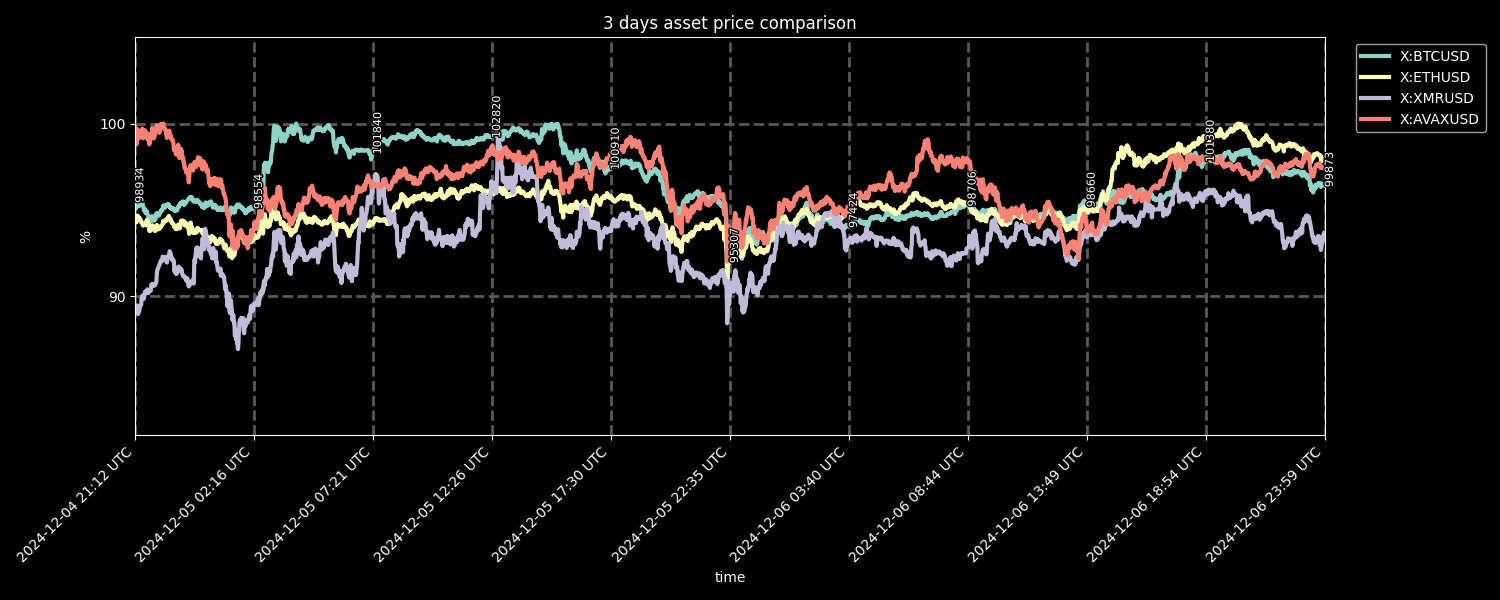 3 days asset price comparison
X:BTCUSD
X:ETHUSD
X:XMRUSD
X:AVAXUSD
100
90
%
98934
98554
101840
102820
100910
95307
97424
98706
98660
101380
99873
2024-12-04 21:12 UTC
2024-12-05 02:16 UTC
2024-12-05 07:21 UTC
2024-12-05 12:26 UTC
2024-12-05 17:30 UTC
2024-12-05 22:35 UTC
2024-12-06 03:40 UTC
2024-12-06 08:44 UTC
2024-12-06 13:49 UTC
2024-12-06 18:54 UTC
2024-12-06 23:59 UTC
time